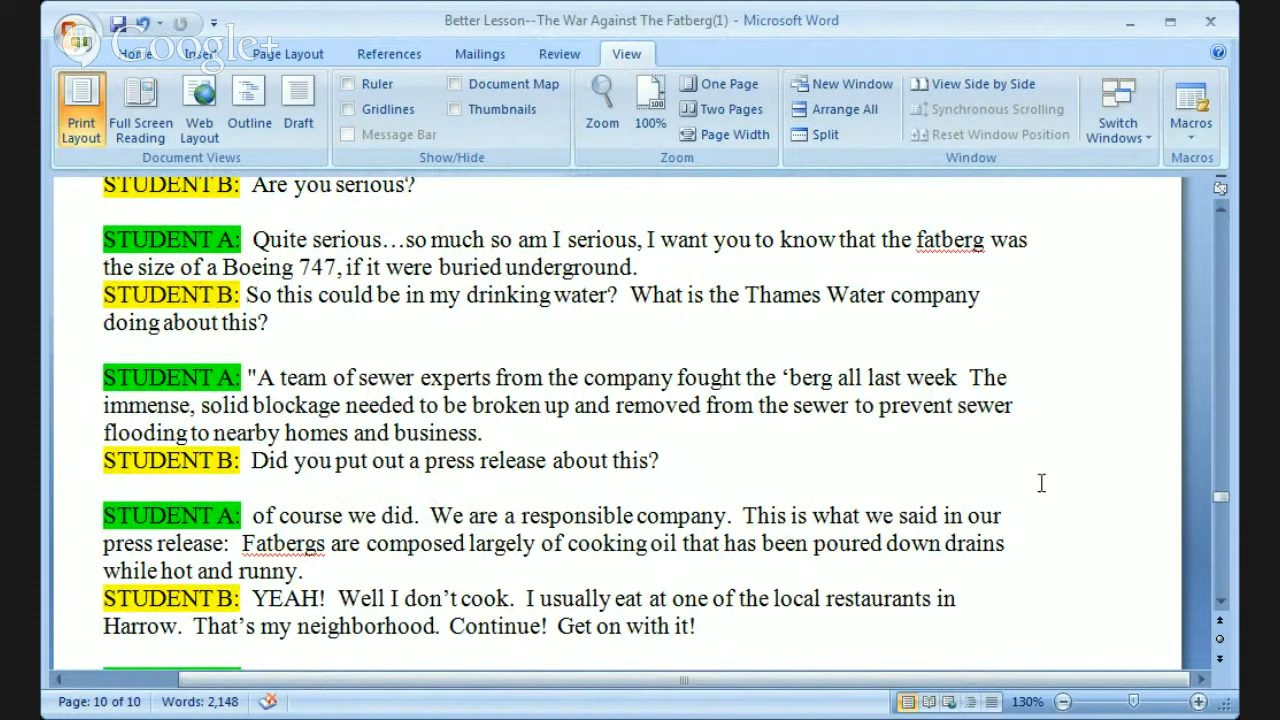 Better Lesson--The War Against The Fatberg(1) - Microsoft Word
Google+
Home Insert Page Layout References Mailings Review View
Print Layout
Full Screen Reading
Web Layout
Outline
Draft
Document Views
Ruler
Gridlines
Message Bar
Document Map
Thumbnails
Show/Hide
Zoom
100%
One Page
Two Pages
Page Width
Zoom
New Window
Arrange All
Split
View Side by Side
Synchronous Scrolling
Reset Window Position
Switch Windows
Window
Macros
Macros
STUDENT B: Are you serious?
STUDENT A: Quite serious…so much so am I serious, I want you to know that the fatberg was
the size of a Boeing 747, if it were buried underground.
STUDENT B: So this could be in my drinking water? What is the Thames Water company
doing about this?
STUDENT A: "A team of sewer experts from the company fought the ‘berg all last week The
immense, solid blockage needed to be broken up and removed from the sewer to prevent sewer
flooding to nearby homes and business.
STUDENT B: Did you put out a press release about this?
STUDENT A: of course we did. We are a responsible company. This is what we said in our
press release: Fatbergs are composed largely of cooking oil that has been poured down drains
while hot and runny.
STUDENT B: YEAH! Well I don’t cook. I usually eat at one of the local restaurants in
Harrow. That’s my neighborhood. Continue! Get on with it!
Page: 10 of 10 Words: 2,148 130%